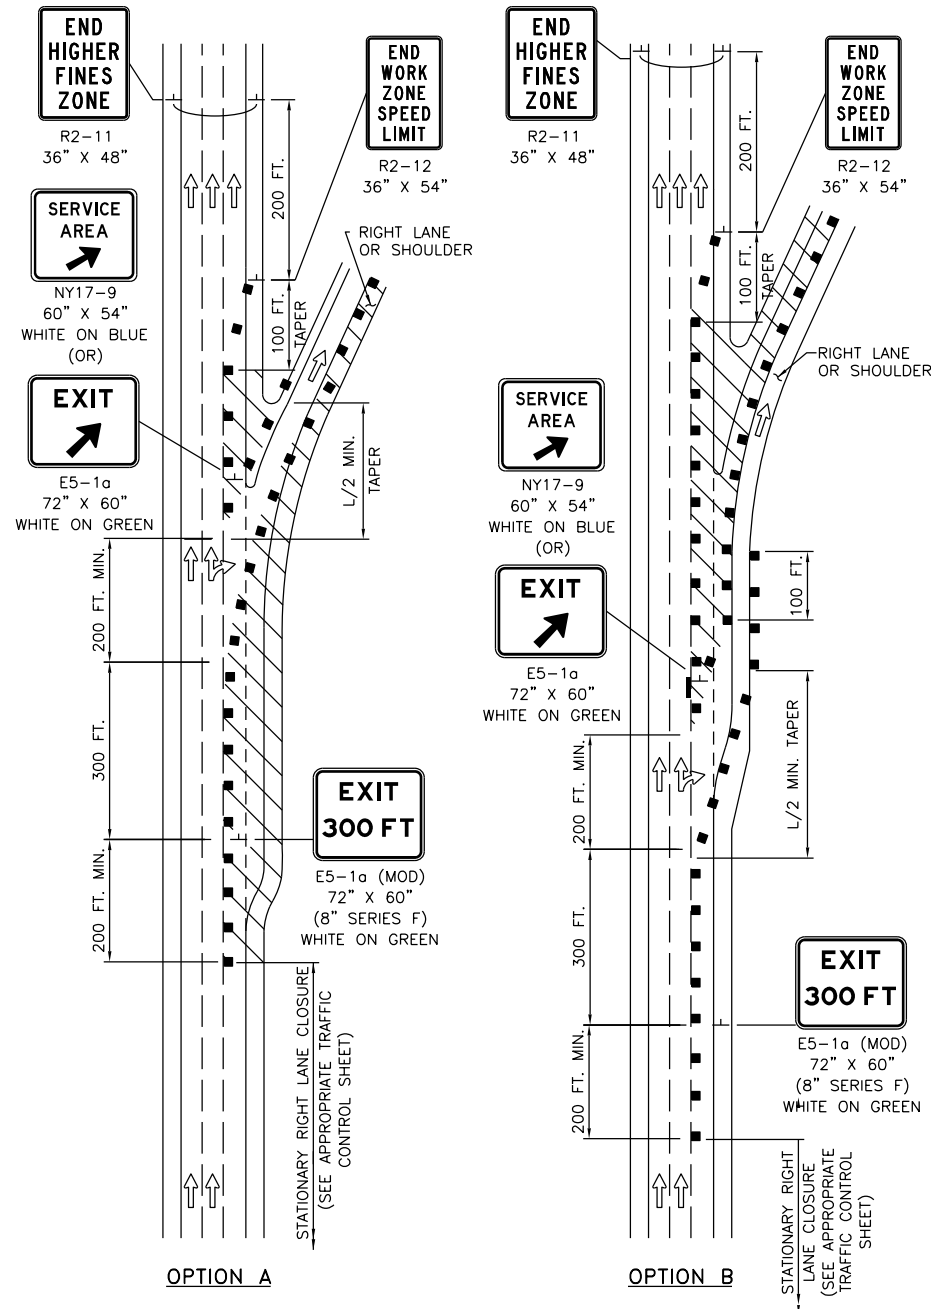 END
HIGHER
FINES
ZONE
R2-11
36" X 48"
END
WORK
ZONE
SPEED
LIMIT
R2-12
36" X 54"
200 FT.
SERVICE
AREA
NY17-9
60" X 54"
WHITE ON BLUE
(OR)
RIGHT LANE
OR SHOULDER
100 FT.
TAPER
EXIT
E5-1a
72" X 60"
WHITE ON GREEN
L/2 MIN.
TAPER
200 FT. MIN.
300 FT.
EXIT
300 FT
E5-1a (MOD)
72" X 60"
(8" SERIES F)
WHITE ON GREEN
200 FT. MIN.
STATIONARY RIGHT LANE CLOSURE
(SEE APPROPRIATE TRAFFIC
CONTROL SHEET)
OPTION A
END
HIGHER
FINES
ZONE
R2-11
36" X 48"
END
WORK
ZONE
SPEED
LIMIT
R2-12
36" X 54"
200 FT.
100 FT.
TAPER
RIGHT LANE
OR SHOULDER
SERVICE
AREA
NY17-9
60" X 54"
WHITE ON BLUE
(OR)
EXIT
E5-1a
72" X 60"
WHITE ON GREEN
100 FT.
L/2 MIN. TAPER
200 FT. MIN.
300 FT.
EXIT
300 FT
E5-1a (MOD)
72" X 60"
(8" SERIES F)
WHITE ON GREEN
200 FT. MIN.
STATIONARY RIGHT
LANE CLOSURE
(SEE APPROPRIATE
TRAFFIC CONTROL
SHEET)
OPTION B